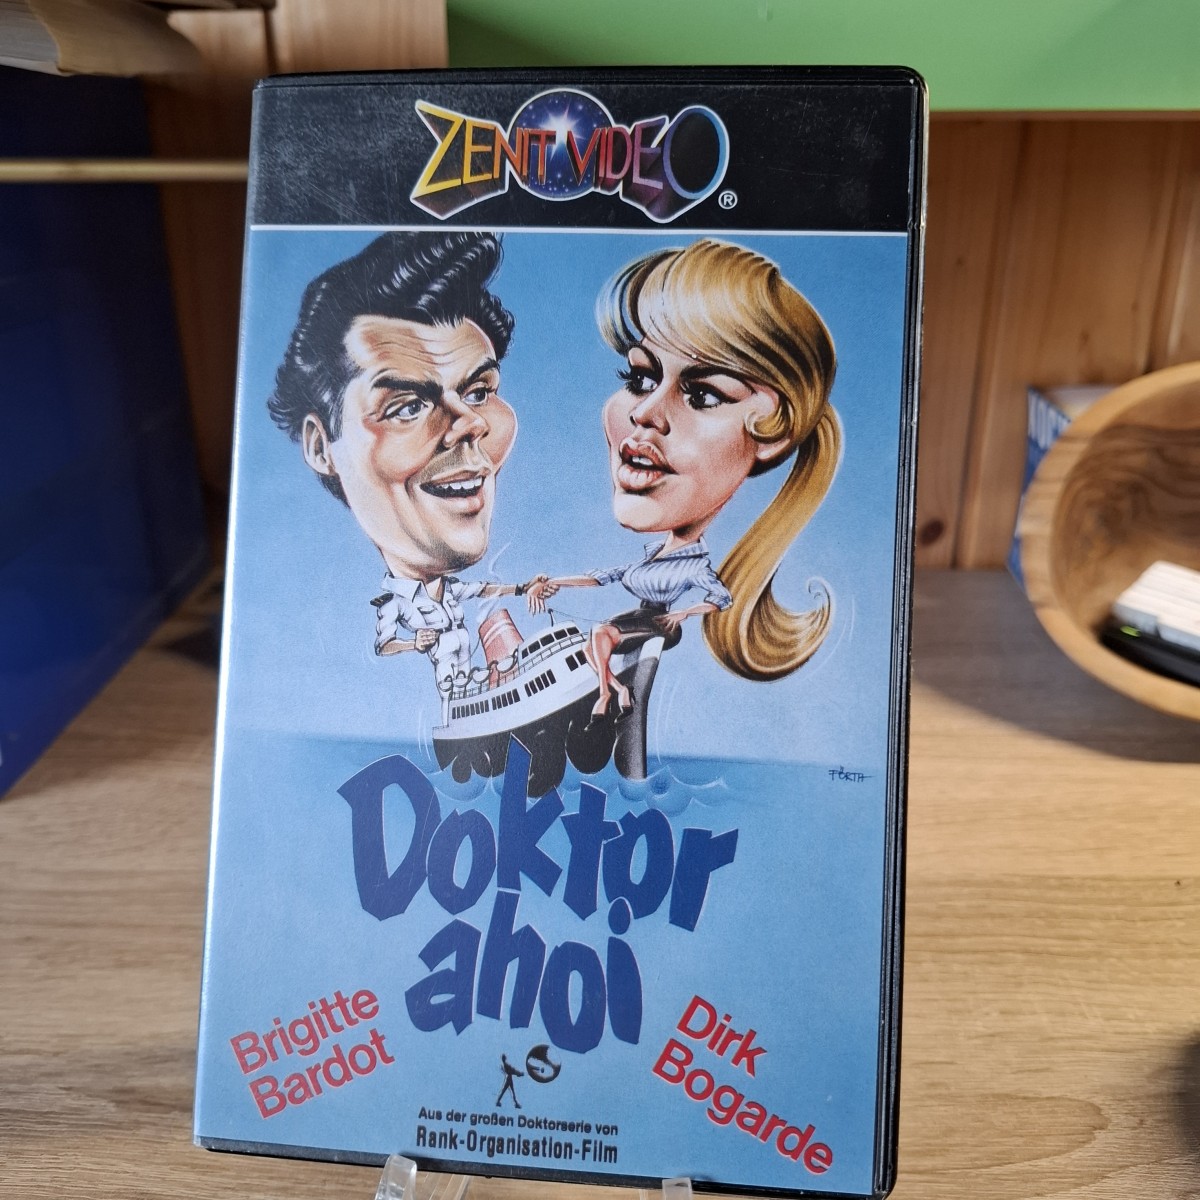 ZENIT VIDEO
®
FÖRTH
Doktor
ahoi
Brigitte
Bardot
Dirk
Bogarde
Aus der großen Doktorserie von
Rank-Organisation-Film